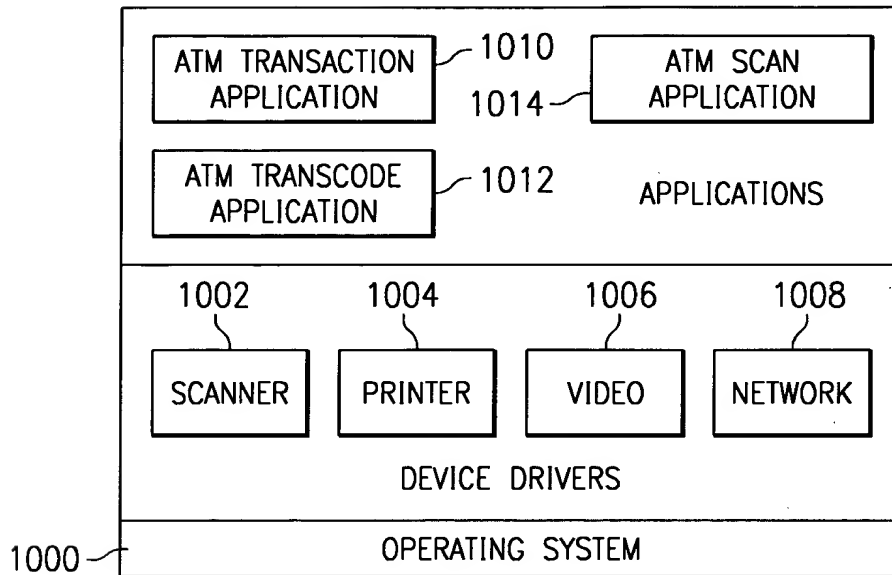 ATM TRANSACTION
APPLICATION
1010
ATM SCAN
APPLICATION
1014
ATM TRANSCODE
APPLICATION
1012
APPLICATIONS
1002
1004
1006
1008
SCANNER
PRINTER
VIDEO
NETWORK
DEVICE DRIVERS
1000
OPERATING SYSTEM